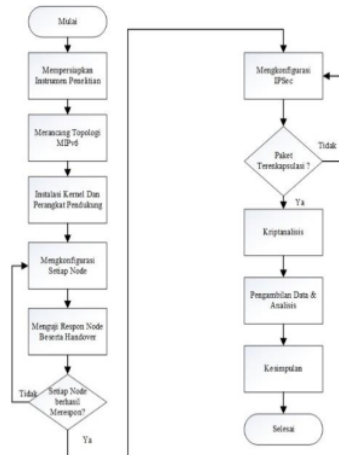 Mulai
Mempersiapkan
Instrumen Penelitian
Merancang Topologi
MIPv6
Instalasi Kernel Dan
Perangkat Pendukung
Mengkonfigurasi
Setiap Node
Menguji Respon Node
Beserta Handover
Tidak
Setiap Node
berhasil
Merespon?
Ya
Mengkonfigurasi
IPSec
Paket
Terenkapsulasi ?
Tidak
Ya
Kriptanalisis
Pengambilan Data &
Analisis
Kesimpulan
Selesai